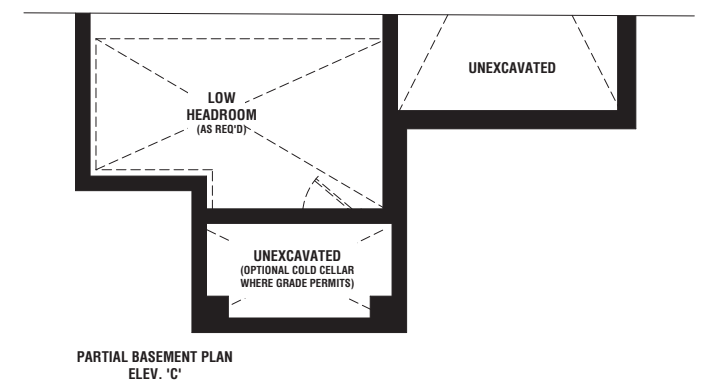 UNEXCAVATED
LOW
HEADROOM
(AS REQ'D)
UNEXCAVATED
(OPTIONAL COLD CELLAR
WHERE GRADE PERMITS)
PARTIAL BASEMENT PLAN
ELEV. 'C'